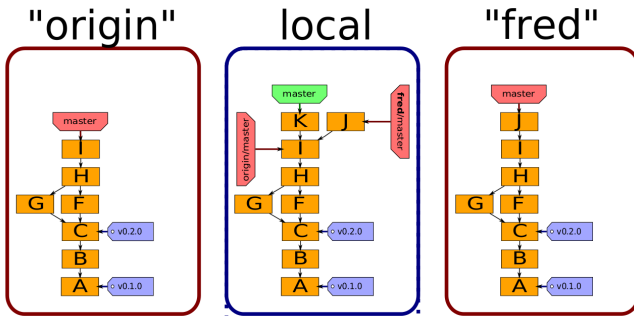 "origin"
master
I
H
G F
C v0.2.0
B
A v0.1.0
local
master
K J
fred/master
origin/master
I
H
G F
C v0.2.0
B
A v0.1.0
"fred"
master
J
I
H
G F
C v0.2.0
B
A v0.1.0